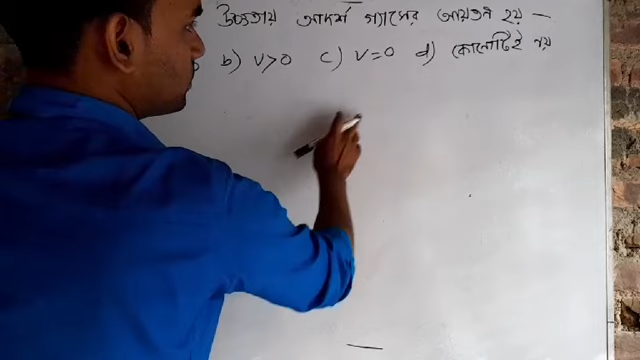 উষ্ণতায় আদর্শ গ্যাসের আয়তন হয় —
b) V>0 c) V=0 d) কোনোটিই নয়